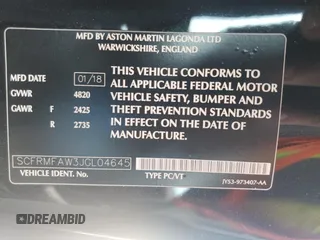 MFD BY ASTON MARTIN LAGONDA LTD
WARWICKSHIRE, ENGLAND
MFD DATE 01/18
GVWR 4820
GAWR F 2425
R 2735
THIS VEHICLE CONFORMS TO
ALL APPLICABLE FEDERAL MOTOR
VEHICLE SAFETY, BUMPER AND
THEFT PREVENTION STANDARDS
IN EFFECT ON THE DATE OF
MANUFACTURE SHOWN ABOVE.
SCFRMFAW3JGL04645
VEHICLE IDENT. No.
TYPE PC/VT
JY53-973407-AA